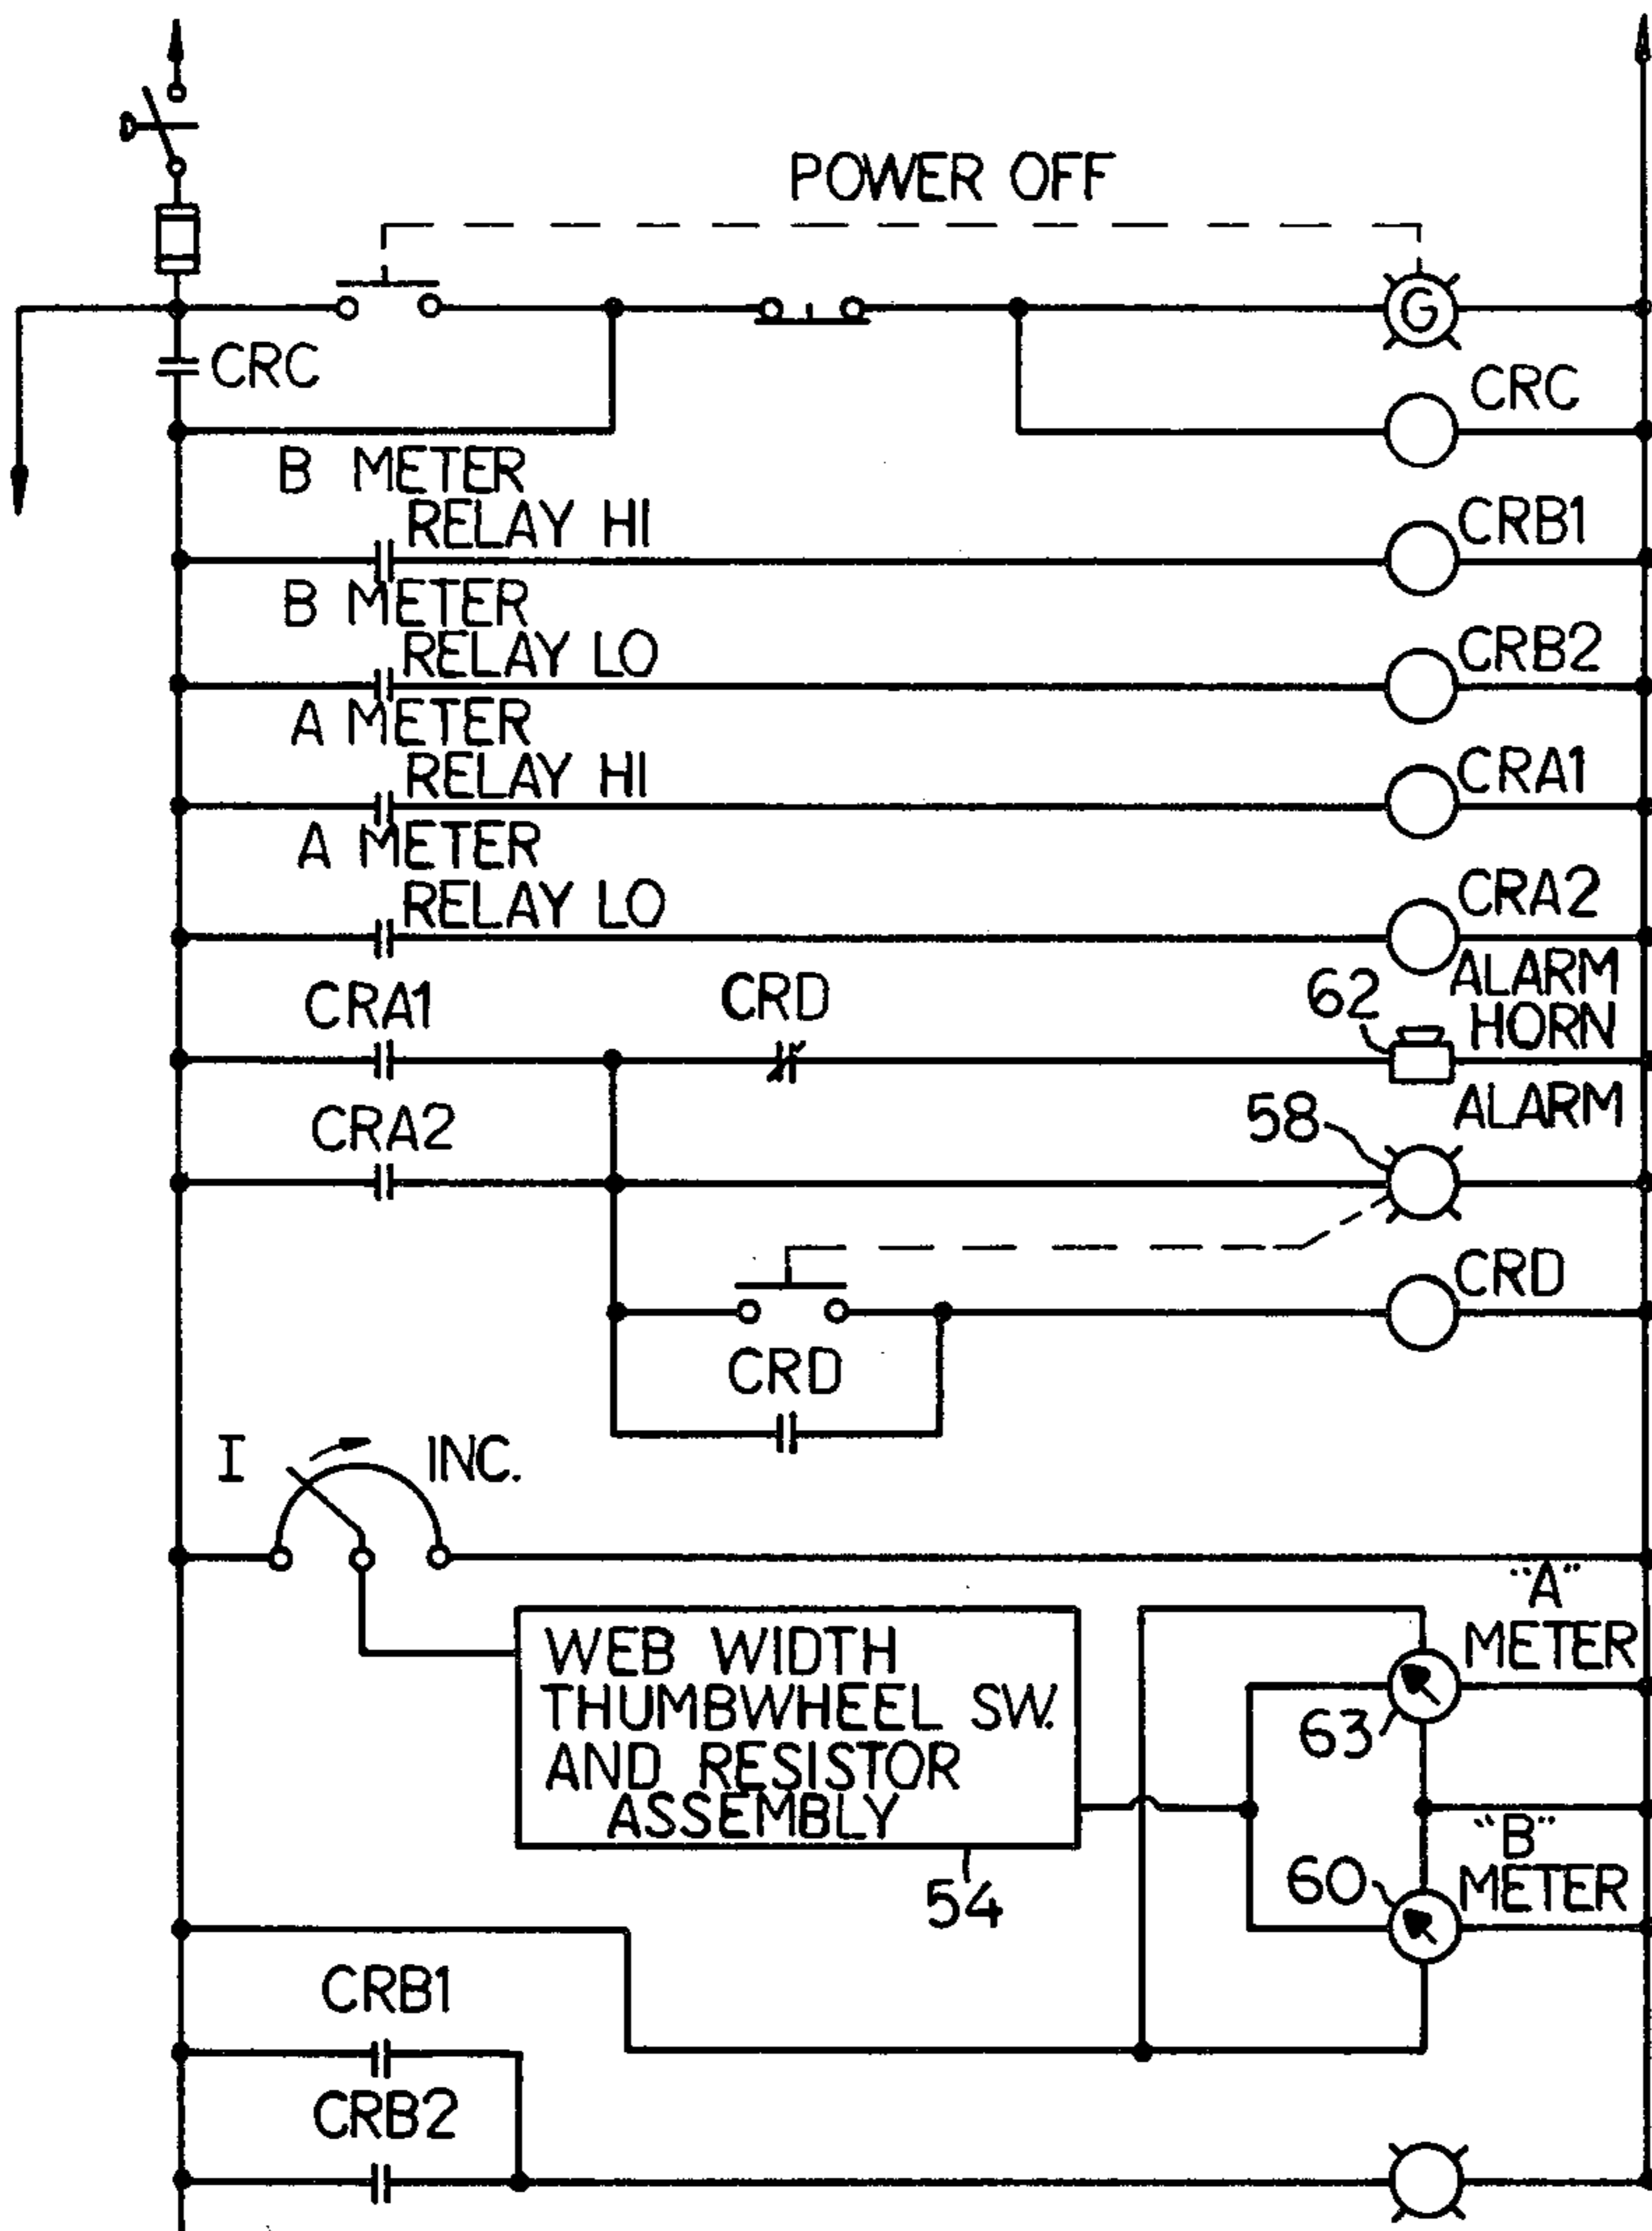 POWER OFF
G
CRC
CRC
B METER
RELAY HI
CRB1
B METER
RELAY LO
CRB2
A METER
RELAY HI
CRA1
A METER
RELAY LO
CRA2
CRA1
CRD
62
ALARM
HORN
CRA2
58
ALARM
CRD
CRD
I
INC.
WEB WIDTH
THUMBWHEEL SW.
AND RESISTOR
ASSEMBLY
54
"A"
METER
63
"B"
METER
60
CRB1
CRB2